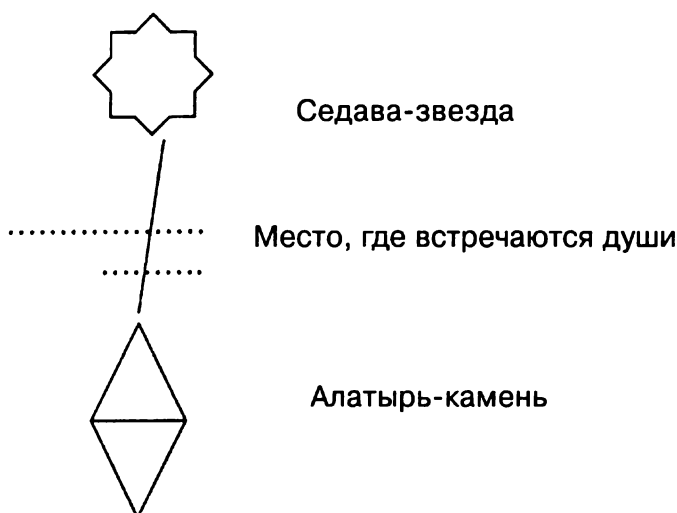 Седава-звезда
Место, где встречаются души
Алатырь-камень